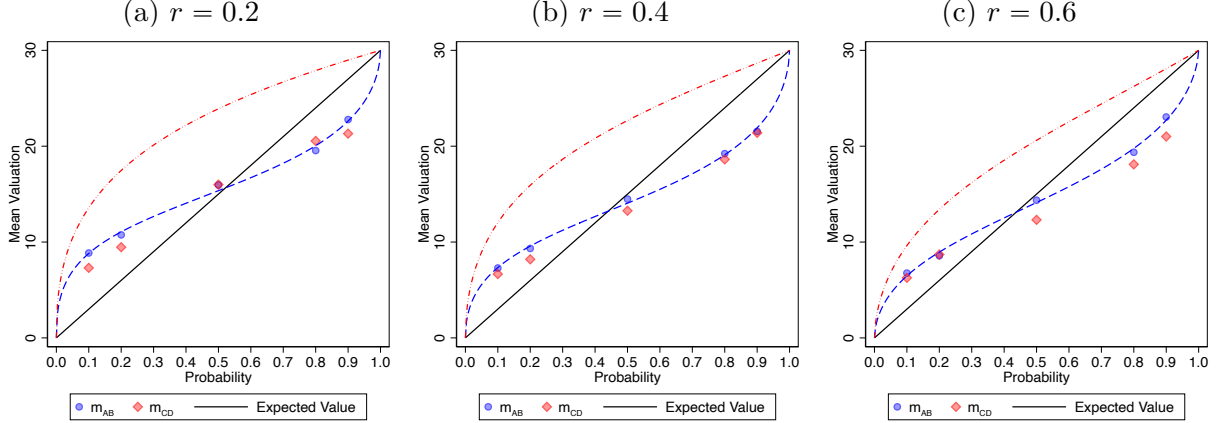 (a) r = 0.2
Mean Valuation
30
20
10
0
0.0 0.1 0.2 0.3 0.4 0.5 0.6 0.7 0.8 0.9 1.0
Probability
m_AB m_CD Expected Value
(b) r = 0.4
Mean Valuation
30
20
10
0
0.0 0.1 0.2 0.3 0.4 0.5 0.6 0.7 0.8 0.9 1.0
Probability
m_AB m_CD Expected Value
(c) r = 0.6
Mean Valuation
30
20
10
0
0.0 0.1 0.2 0.3 0.4 0.5 0.6 0.7 0.8 0.9 1.0
Probability
m_AB m_CD Expected Value